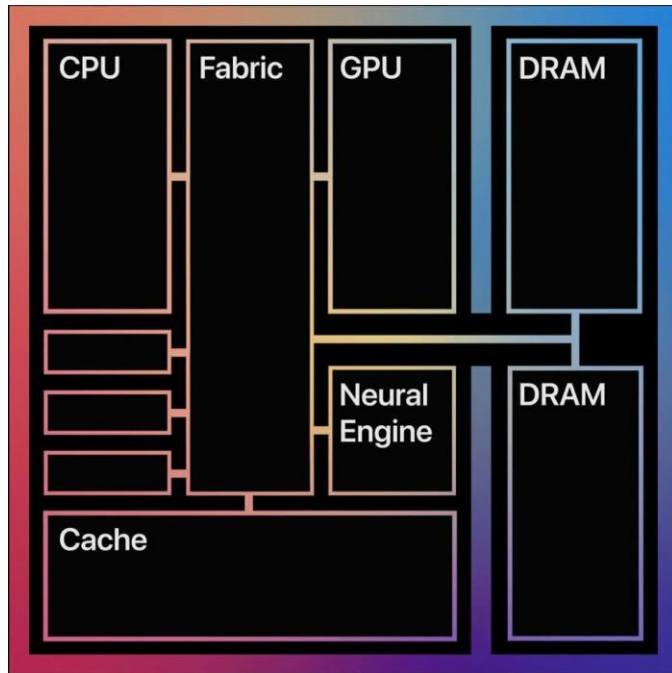 CPU
Fabric
GPU
DRAM
Neural
Engine
DRAM
Cache